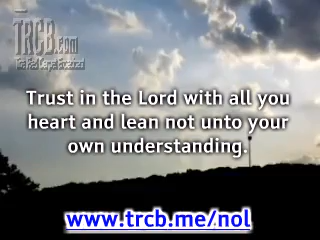 TRCB.com
Trust in the Lord with all you
heart and lean not unto your
own understanding.
www.trcb.me/nol